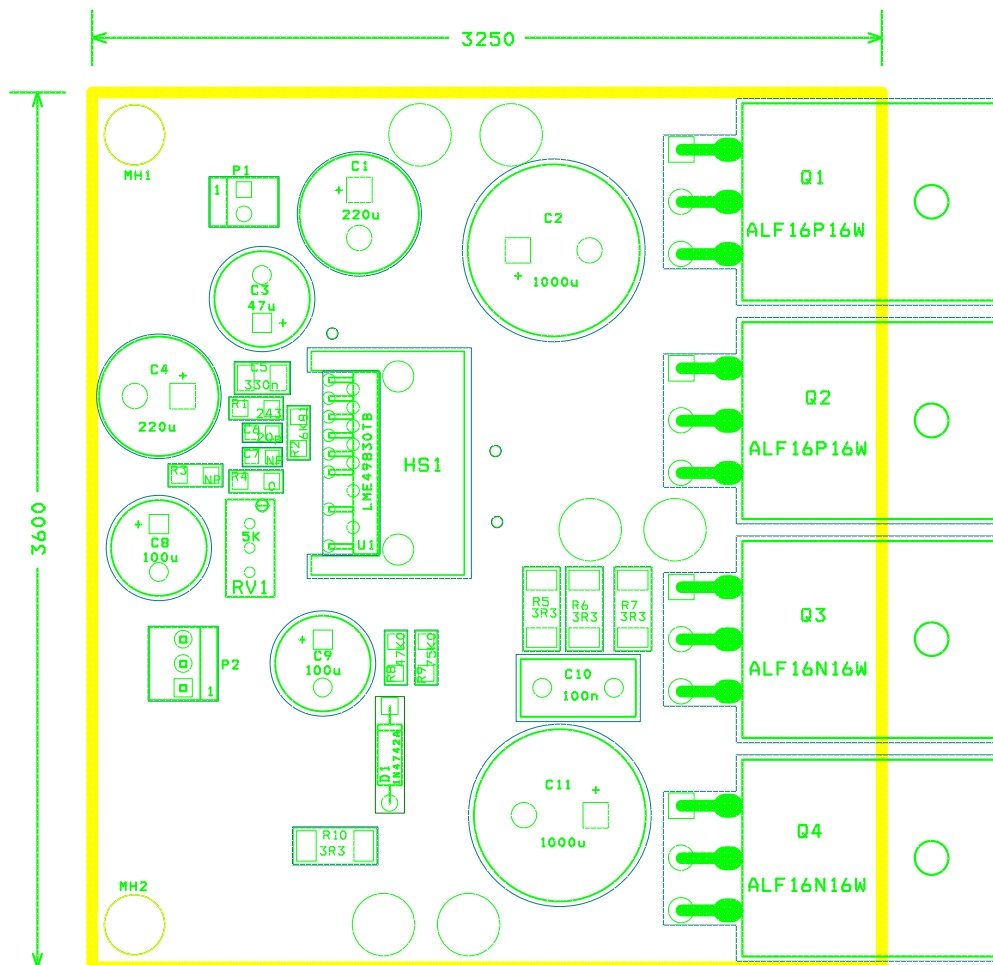 3250
MH1
P1
1
C1
+
220u
C2
+
1000u
Q1
ALF16P16W
C3
47u
+
C4
+
220u
C5
330n
R1
243
C6
20p
R2
C7
NP
R3
NP
R4
0
LME49830TB
U1
HS1
Q2
ALF16P16W
3600
+
C8
100u
5K
RV1
R5
3R3
R6
3R3
R7
3R3
Q3
ALF16N16W
P2
1
+
C9
100u
R8
47K0
R9
75K0
C10
100n
D1
1N4742A
C11
+
1000u
R10
3R3
Q4
ALF16N16W
MH2